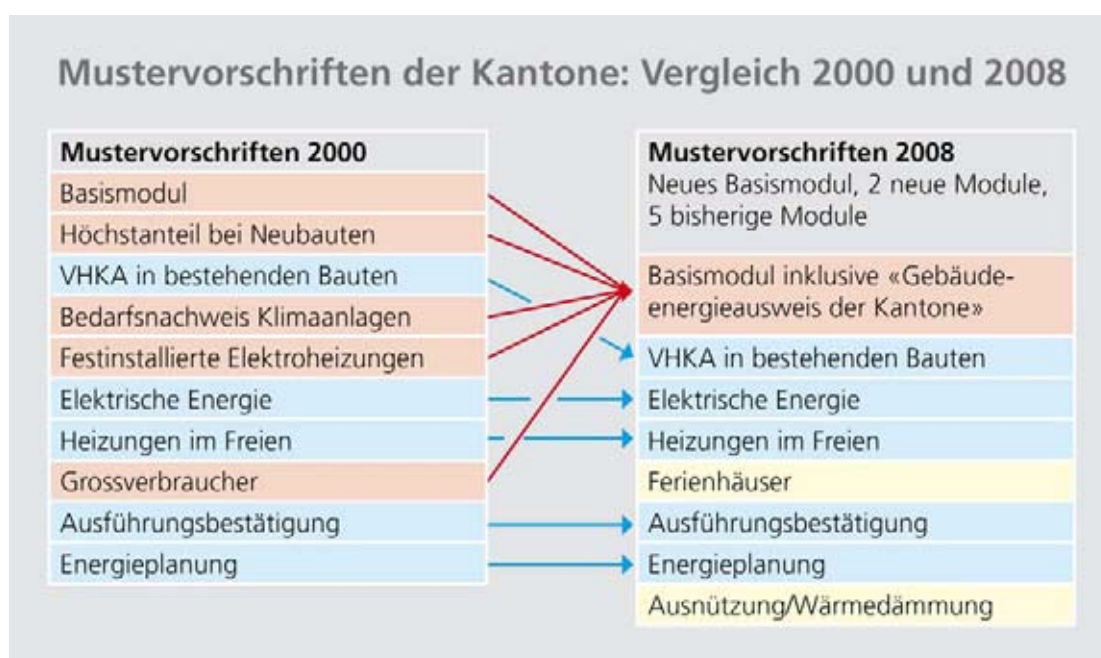 Mustervorschriften der Kantone: Vergleich 2000 und 2008
Mustervorschriften 2000
Basismodul
Höchstanteil bei Neubauten
VHKA in bestehenden Bauten
Bedarfsnachweis Klimaanlagen
Festinstallierte Elektroheizungen
Elektrische Energie
Heizungen im Freien
Grossverbraucher
Ausführungsbestätigung
Energieplanung
Mustervorschriften 2008
Neues Basismodul, 2 neue Module,
5 bisherige Module
Basismodul inklusive «Gebäude-
energieausweis der Kantone»
VHKA in bestehenden Bauten
Elektrische Energie
Heizungen im Freien
Ferienhäuser
Ausführungsbestätigung
Energieplanung
Ausnützung/Wärmedämmung